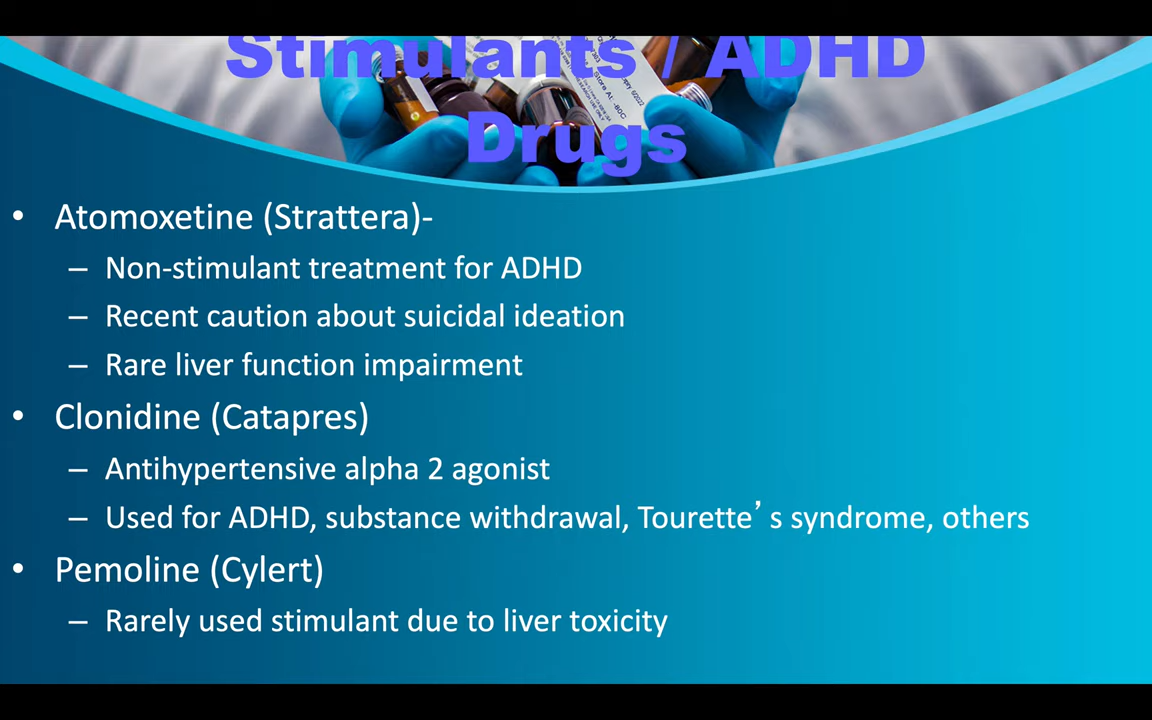 Stimulants / ADHD
Drugs
• Atomoxetine (Strattera)-
– Non-stimulant treatment for ADHD
– Recent caution about suicidal ideation
– Rare liver function impairment
• Clonidine (Catapres)
– Antihypertensive alpha 2 agonist
– Used for ADHD, substance withdrawal, Tourette’s syndrome, others
• Pemoline (Cylert)
– Rarely used stimulant due to liver toxicity